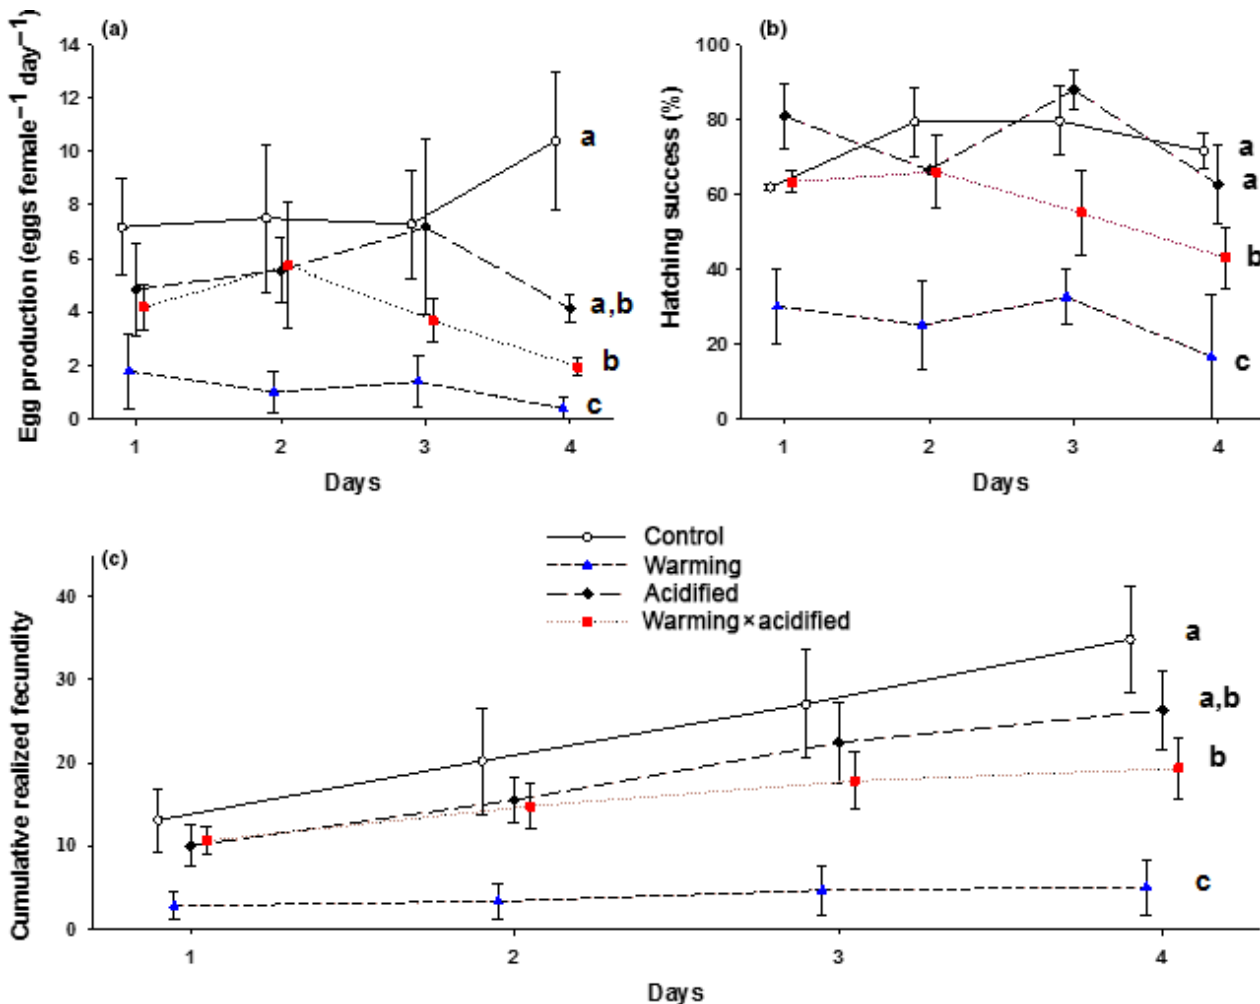 (a)
Egg production (eggs female⁻¹ day⁻¹)
14
12
10
8
6
4
2
0
a
a,b
b
c
1 2 3 4
Days
(b)
Hatching success (%)
100
80
60
40
20
0
a
a
b
c
1 2 3 4
Days
Control
Warming
Acidified
Warming × acidified
(c)
Cumulative realized fecundity
40
30
20
10
0
a
a,b
b
c
1 2 3 4
Days